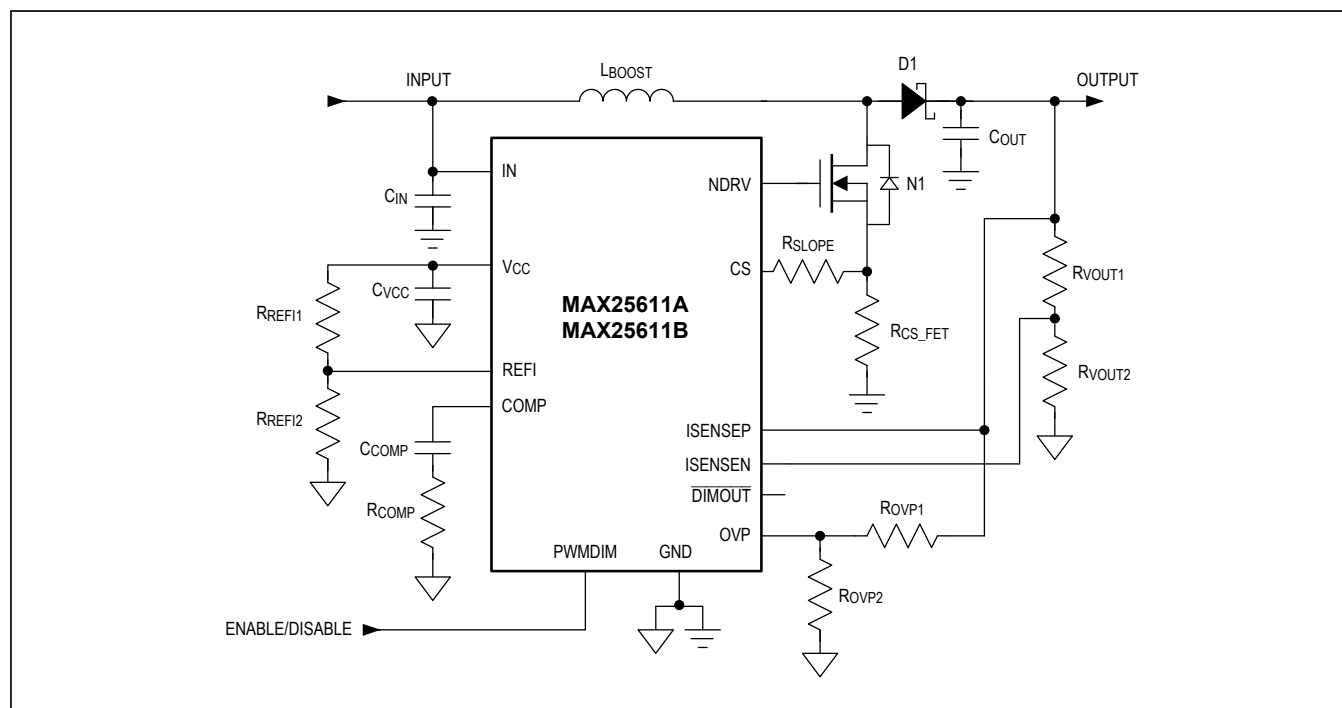 INPUT
LBOOST
D1
OUTPUT
COUT
IN
NDRV
N1
CIN
RSLOPE
VCC
CS
RVOUT1
CVCC
MAX25611A
MAX25611B
RREFI1
RCS_FET
REFI
RVOUT2
COMP
RREFI2
ISENSEP
CCOMP
ISENSEN
DIMOUT
RCOMP
ROVP1
OVP
PWMDIM
GND
ROVP2
ENABLE/DISABLE